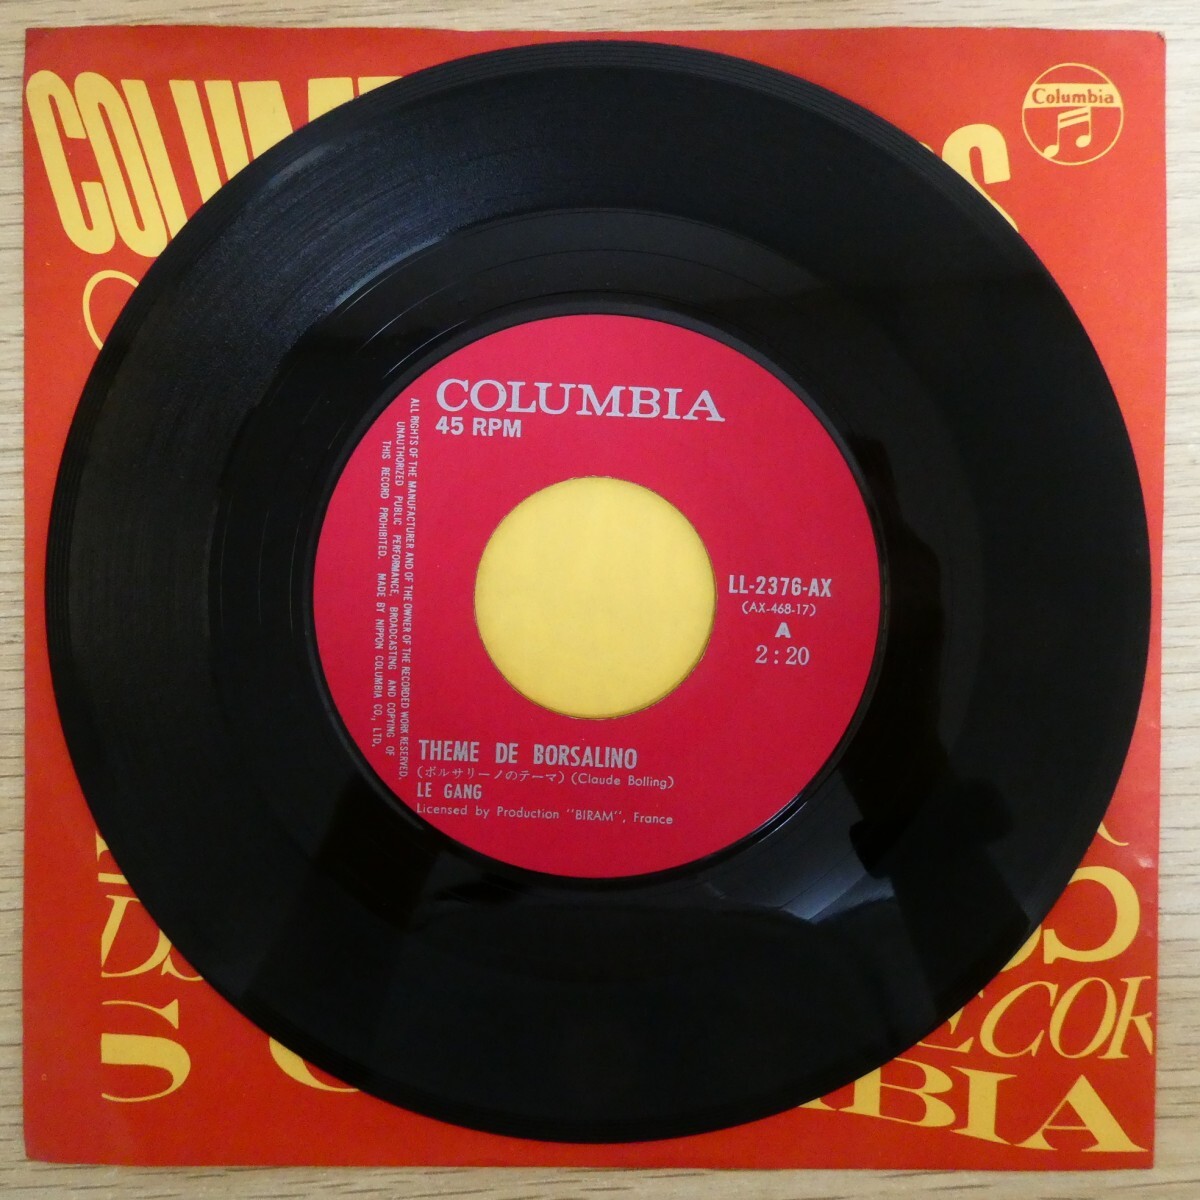 Columbia
COLUMBIA
45 RPM
ALL RIGHTS OF THE MANUFACTURER AND OF THE OWNER OF THE RECORDED WORK RESERVED.
UNAUTHORIZED PUBLIC PERFORMANCE, BROADCASTING AND COPYING OF
THIS RECORD PROHIBITED. MADE BY NIPPON COLUMBIA CO., LTD.
LL-2376-AX
(AX-468-17)
A
2:20
THEME DE BORSALINO
(ボルサリーノのテーマ) (Claude Bolling)
LE GANG
Licensed by Production "BIRAM", France